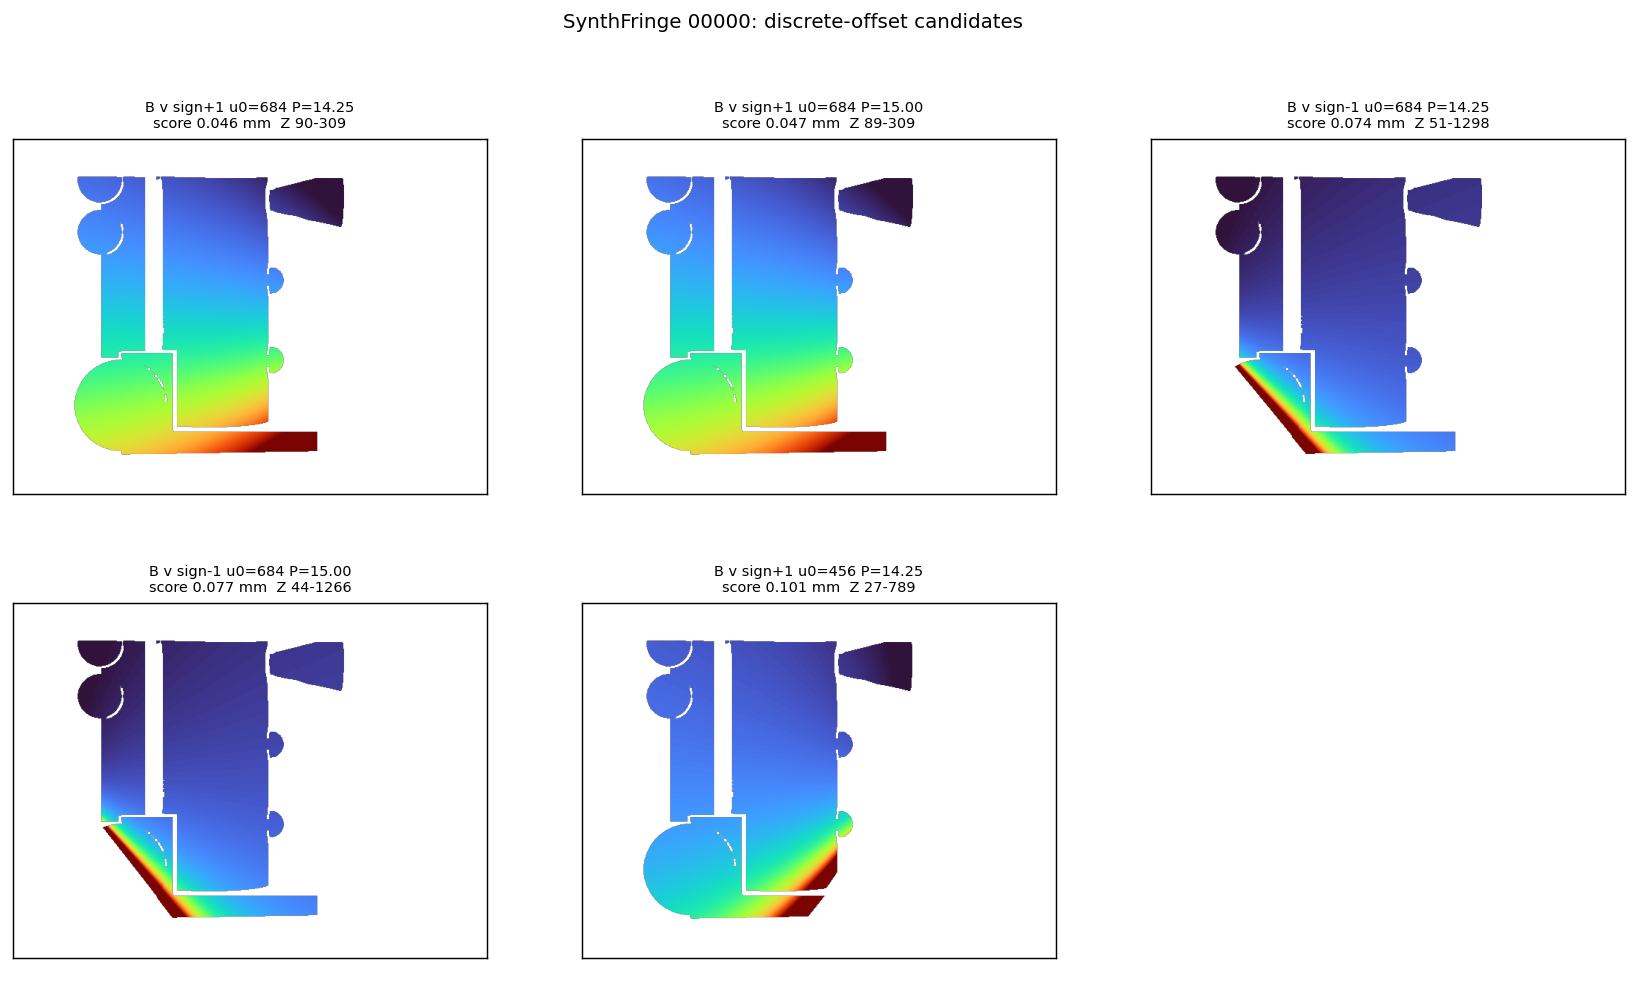 SynthFringe 00000: discrete-offset candidates
B v sign+1 u0=684 P=14.25
score 0.046 mm  Z 90-309
B v sign+1 u0=684 P=15.00
score 0.047 mm  Z 89-309
B v sign-1 u0=684 P=14.25
score 0.074 mm  Z 51-1298
B v sign-1 u0=684 P=15.00
score 0.077 mm  Z 44-1266
B v sign+1 u0=456 P=14.25
score 0.101 mm  Z 27-789